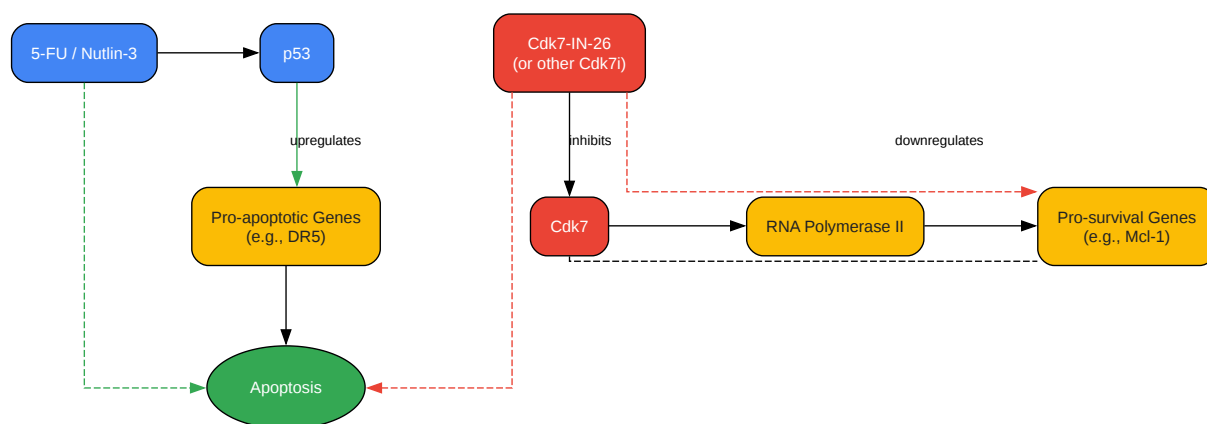 5-FU / Nutlin-3
p53
Cdk7-IN-26
(or other Cdk7i)
upregulates
inhibits
downregulates
Pro-apoptotic Genes
(e.g., DR5)
Cdk7
RNA Polymerase II
Pro-survival Genes
(e.g., Mcl-1)
Apoptosis